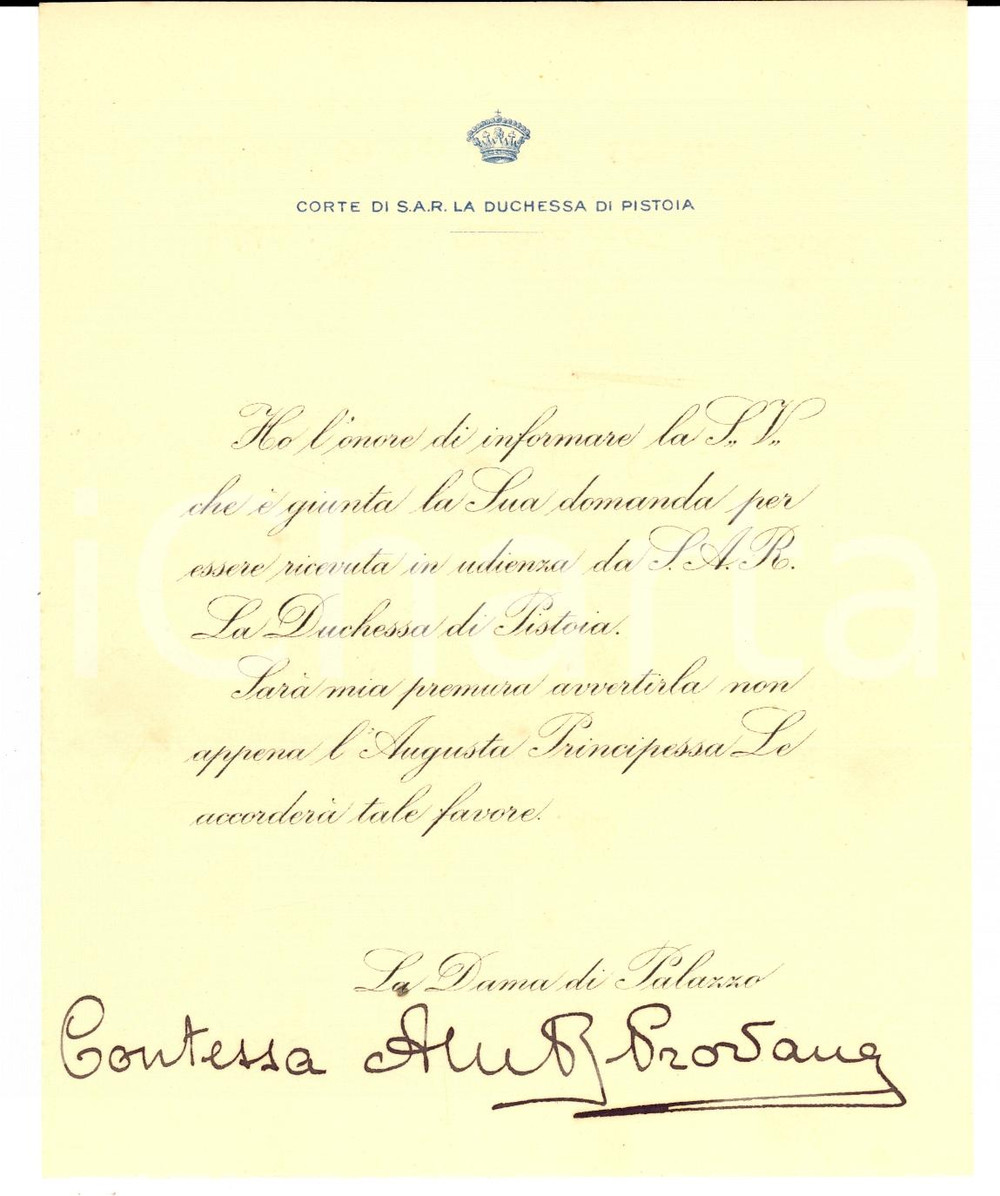 CORTE DI S.A.R. LA DUCHESSA DI PISTOIA
Ho l'onore di informare la S.. V..
che è giunta la Sua domanda per
essere ricevuta in udienza da S. A. R.
La Duchessa di Pistoia.
Sarà mia premura avvertirla non
appena l'Augusta Principessa Le
accorderà tale favore.
La Dama di Palazzo
Contessa Provana
iCharta